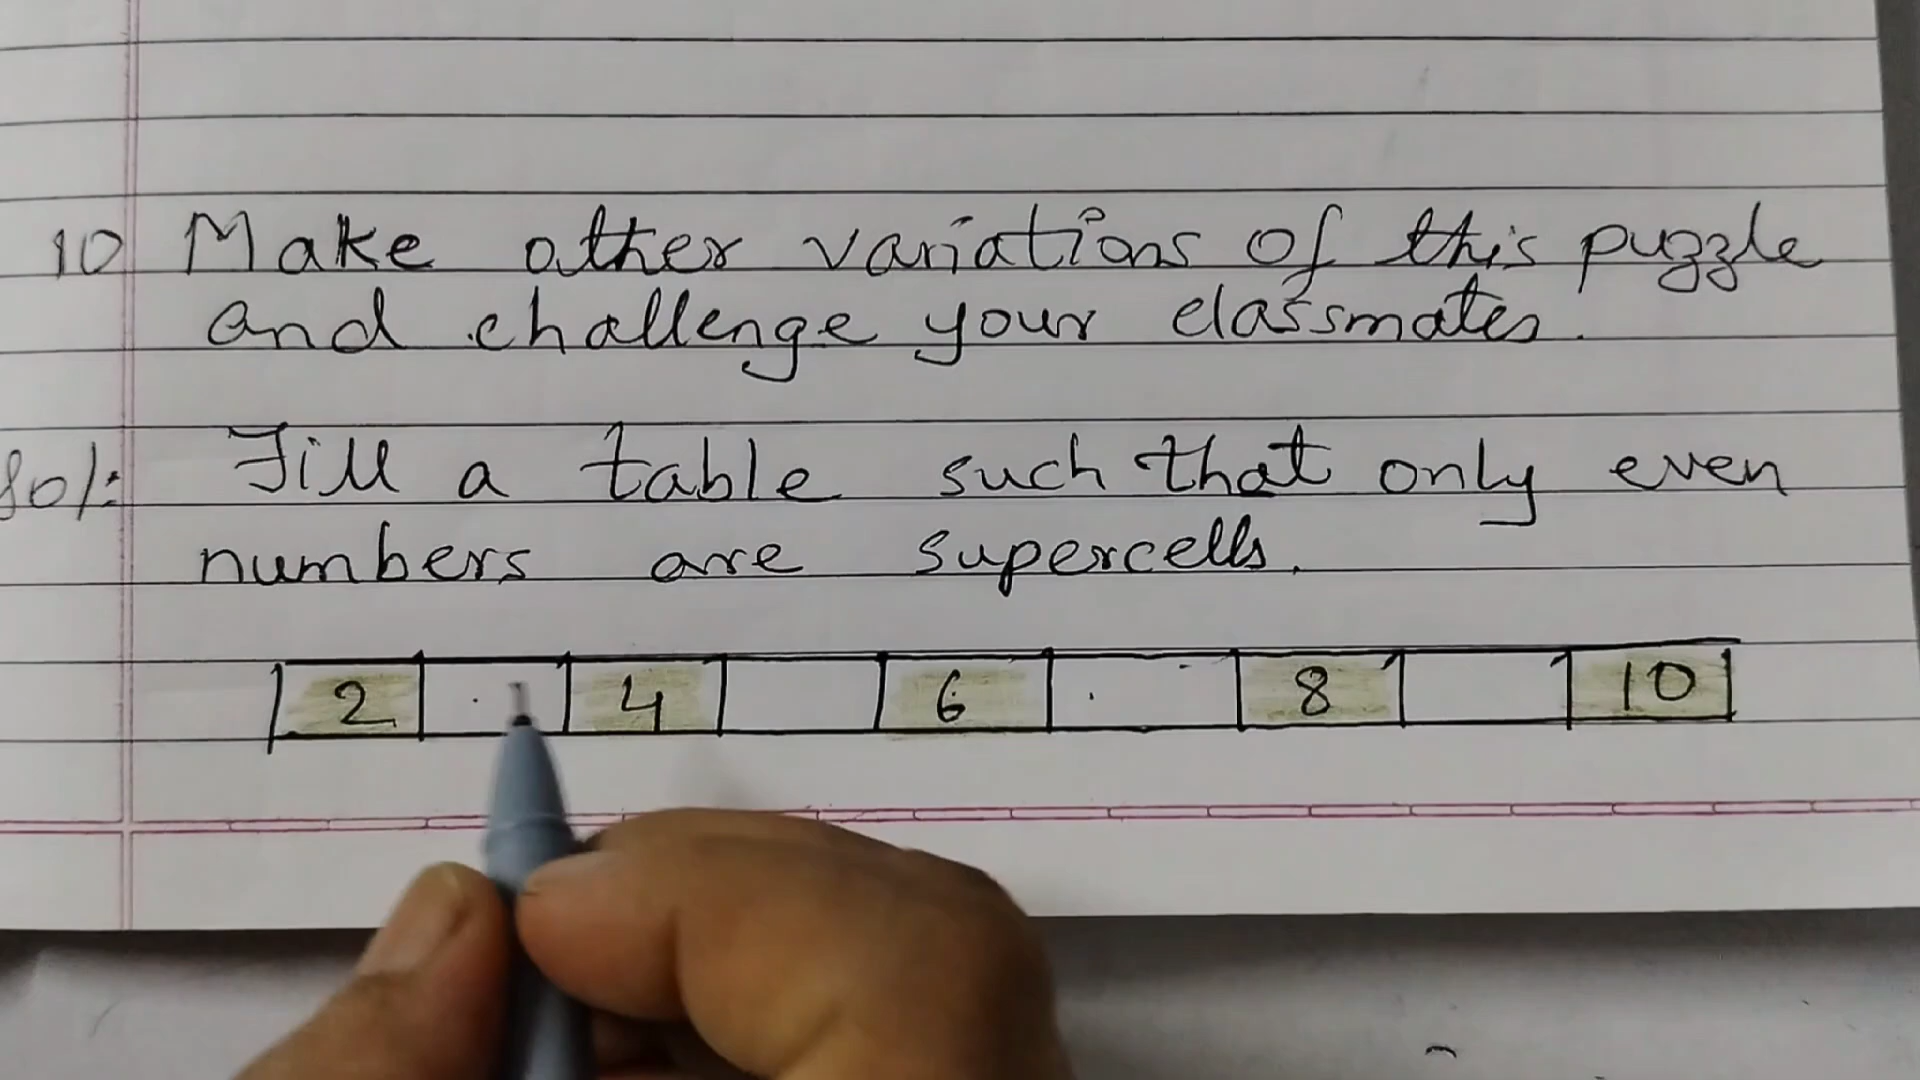 10 Make other variations of this puzzle
and challenge your classmates.
Sol: Fill a table such that only even
numbers are supercells.
2 4 6 8 10